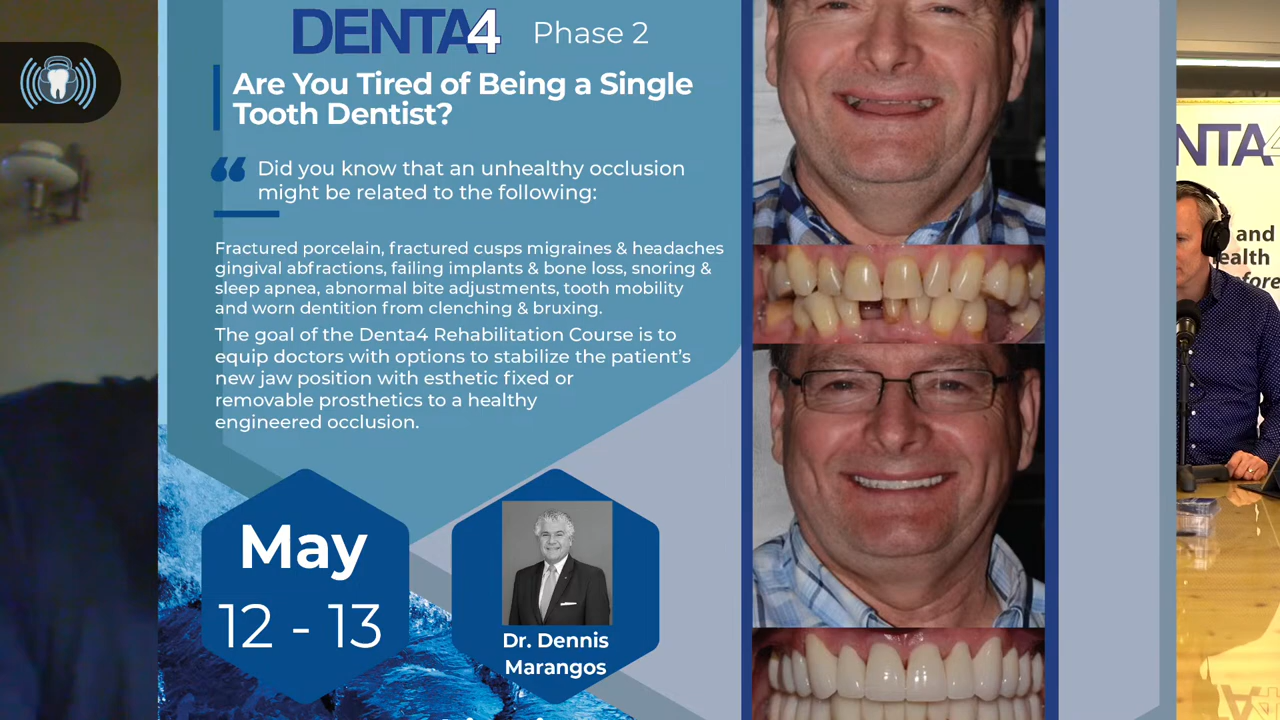 DENTA4 Phase 2
Are You Tired of Being a Single
Tooth Dentist?
Did you know that an unhealthy occlusion
might be related to the following:
Fractured porcelain, fractured cusps migraines & headaches
gingival abfractions, failing implants & bone loss, snoring &
sleep apnea, abnormal bite adjustments, tooth mobility
and worn dentition from clenching & bruxing.
The goal of the Denta4 Rehabilitation Course is to
equip doctors with options to stabilize the patient's
new jaw position with esthetic fixed or
removable prosthetics to a healthy
engineered occlusion.
May
12 - 13
Dr. Dennis
Marangos
NTA4
and
ealth
efore